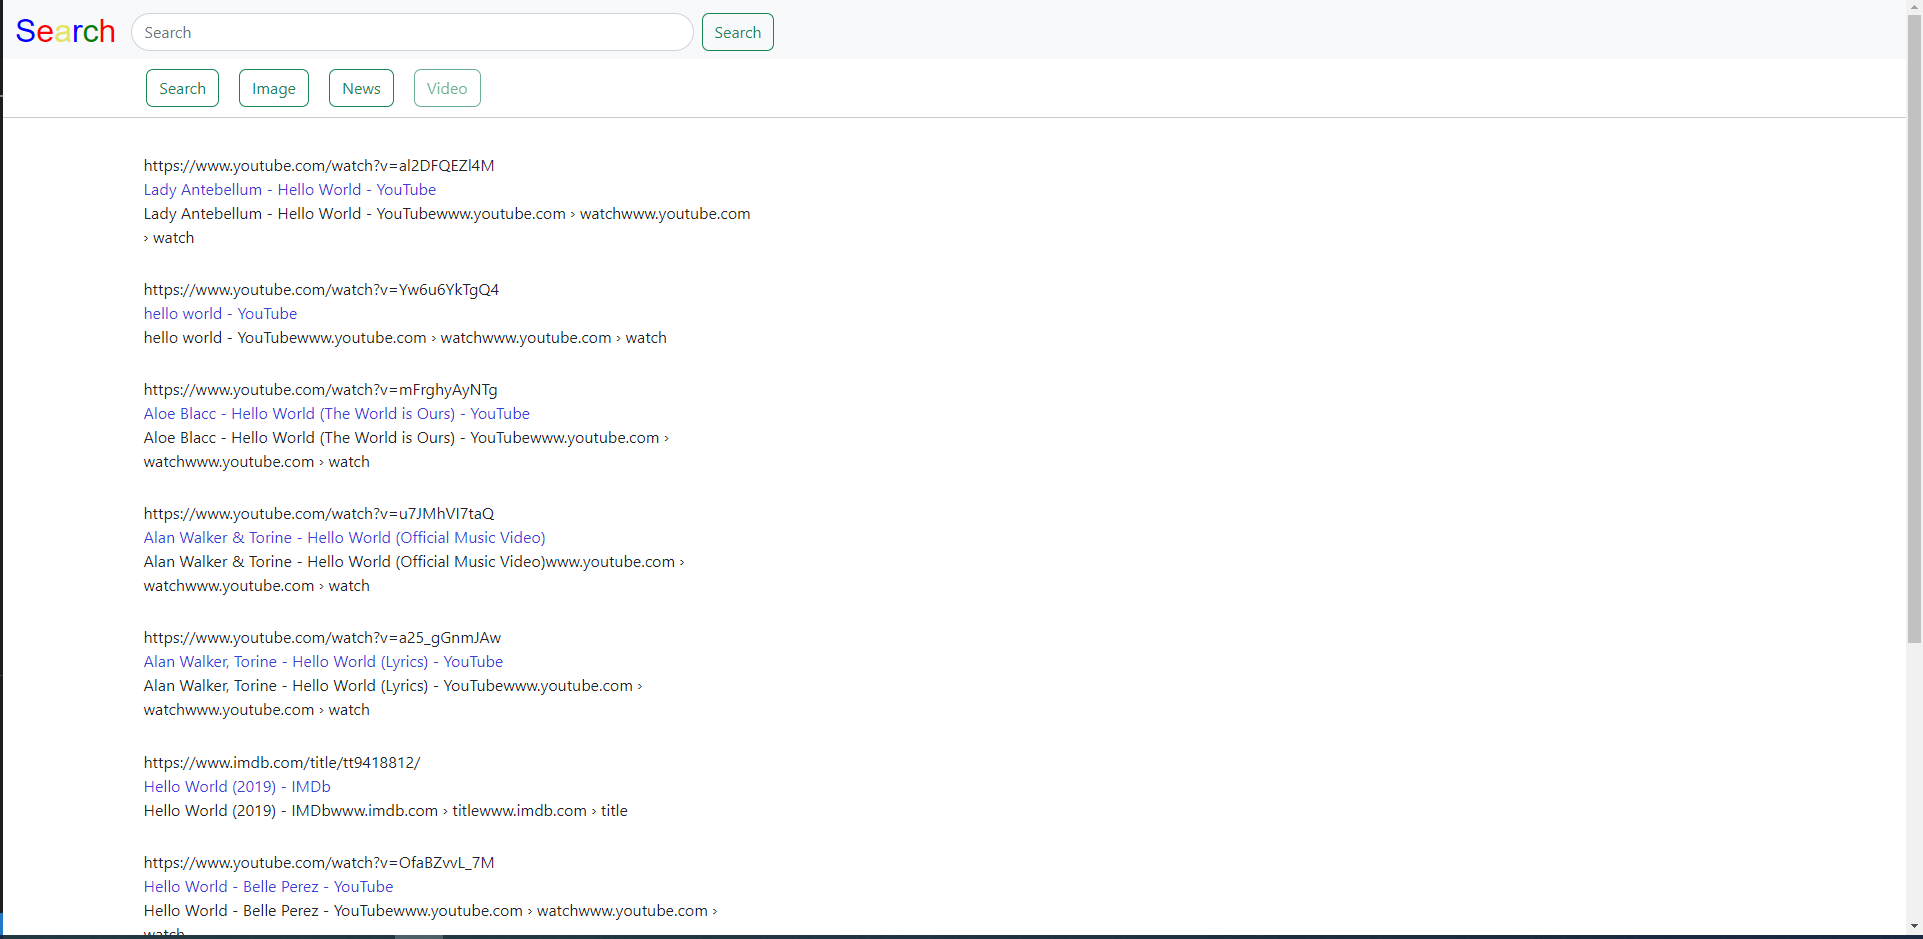 Search Search Search
Search Image News Video
https://www.youtube.com/watch?v=al2DFQEZl4M
Lady Antebellum - Hello World - YouTube
Lady Antebellum - Hello World - YouTubewww.youtube.com › watchwww.youtube.com
› watch
https://www.youtube.com/watch?v=Yw6u6YkTgQ4
hello world - YouTube
hello world - YouTubewww.youtube.com › watchwww.youtube.com › watch
https://www.youtube.com/watch?v=mFrghyAyNTg
Aloe Blacc - Hello World (The World is Ours) - YouTube
Aloe Blacc - Hello World (The World is Ours) - YouTubewww.youtube.com ›
watchwww.youtube.com › watch
https://www.youtube.com/watch?v=u7JMhVI7taQ
Alan Walker & Torine - Hello World (Official Music Video)
Alan Walker & Torine - Hello World (Official Music Video)www.youtube.com ›
watchwww.youtube.com › watch
https://www.youtube.com/watch?v=a25_gGnmJAw
Alan Walker, Torine - Hello World (Lyrics) - YouTube
Alan Walker, Torine - Hello World (Lyrics) - YouTubewww.youtube.com ›
watchwww.youtube.com › watch
https://www.imdb.com/title/tt9418812/
Hello World (2019) - IMDb
Hello World (2019) - IMDbwww.imdb.com › titlewww.imdb.com › title
https://www.youtube.com/watch?v=OfaBZvvL_7M
Hello World - Belle Perez - YouTube
Hello World - Belle Perez - YouTubewww.youtube.com › watchwww.youtube.com ›
watch